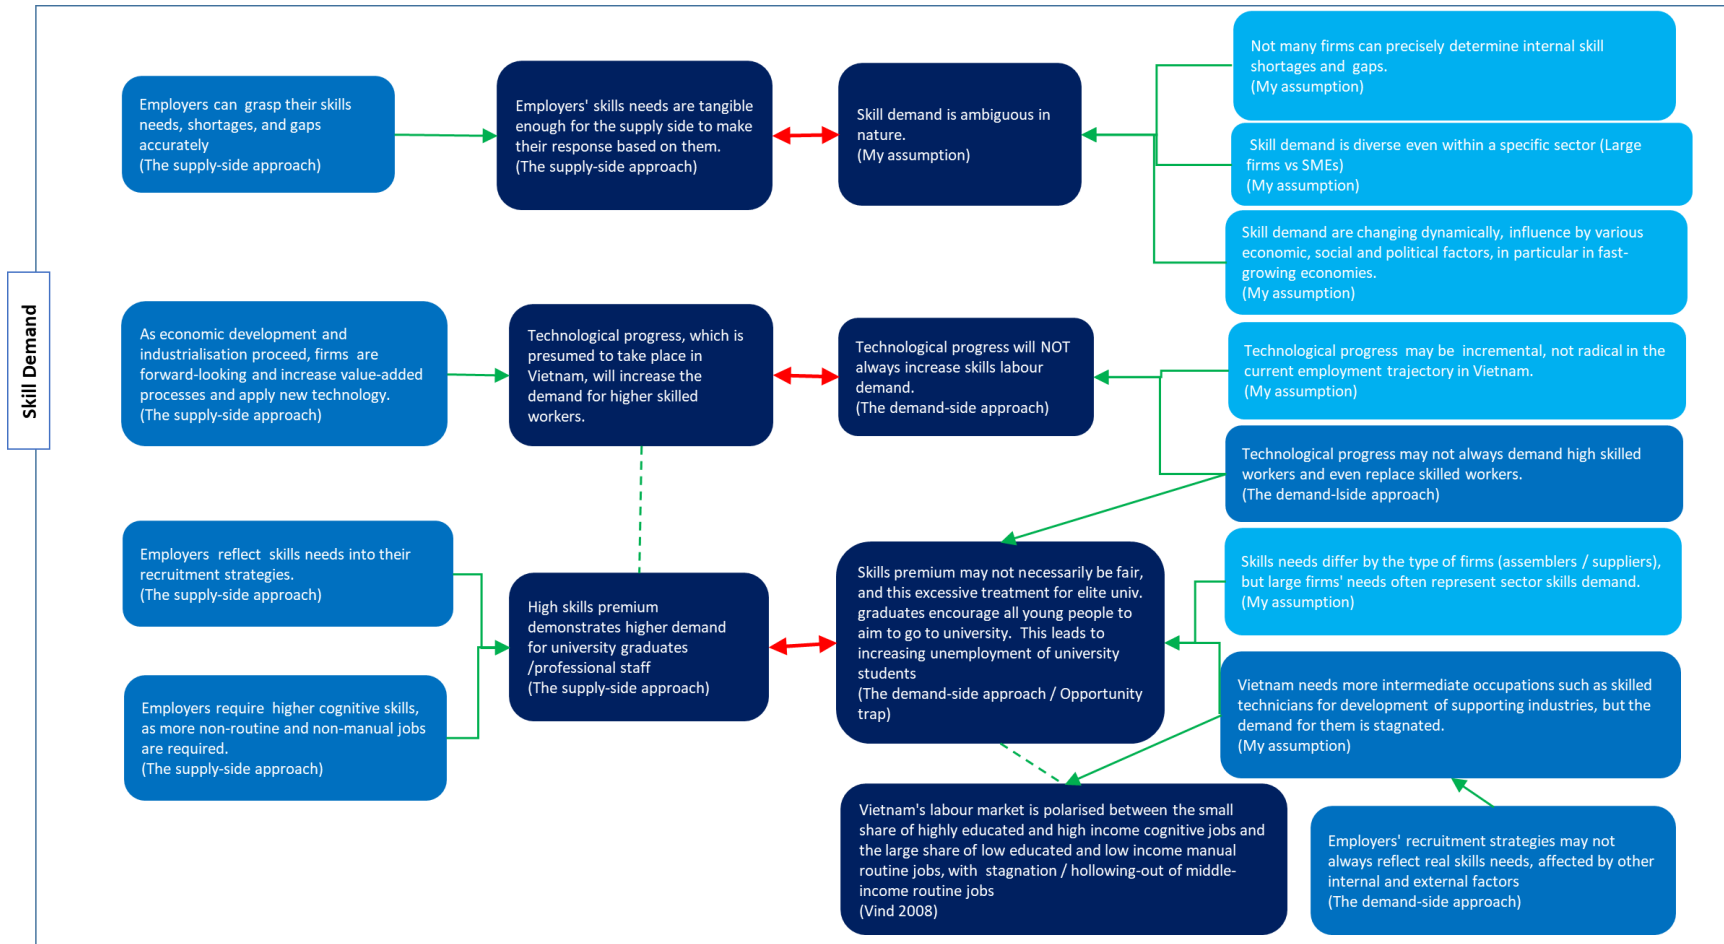 Skill Demand
Employers can grasp their skills
needs, shortages, and gaps
accurately
(The supply-side approach)
Employers' skills needs are tangible
enough for the supply side to make
their response based on them.
(The supply-side approach)
Skill demand is ambiguous in
nature.
(My assumption)
Not many firms can precisely determine internal skill
shortages and gaps.
(My assumption)
Skill demand is diverse even within a specific sector (Large
firms vs SMEs)
(My assumption)
Skill demand are changing dynamically, influence by various
economic, social and political factors, in particular in fast-
growing economies.
(My assumption)
As economic development and
industrialisation proceed, firms are
forward-looking and increase value-added
processes and apply new technology.
(The supply-side approach)
Technological progress, which is
presumed to take place in
Vietnam, will increase the
demand for higher skilled
workers.
Technological progress will NOT
always increase skills labour
demand.
(The demand-side approach)
Technological progress may be incremental, not radical in the
current employment trajectory in Vietnam.
(My assumption)
Technological progress may not always demand high skilled
workers and even replace skilled workers.
(The demand-lside approach)
Employers reflect skills needs into their
recruitment strategies.
(The supply-side approach)
Employers require higher cognitive skills,
as more non-routine and non-manual jobs
are required.
(The supply-side approach)
High skills premium
demonstrates higher demand
for university graduates
/professional staff
(The supply-side approach)
Skills premium may not necessarily be fair,
and this excessive treatment for elite univ.
graduates encourage all young people to
aim to go to university. This leads to
increasing unemployment of university
students
(The demand-side approach / Opportunity
trap)
Skills needs differ by the type of firms (assemblers / suppliers),
but large firms' needs often represent sector skills demand.
(My assumption)
Vietnam needs more intermediate occupations such as skilled
technicians for development of supporting industries, but the
demand for them is stagnated.
(My assumption)
Vietnam's labour market is polarised between the small
share of highly educated and high income cognitive jobs and
the large share of low educated and low income manual
routine jobs, with stagnation / hollowing-out of middle-
income routine jobs
(Vind 2008)
Employers' recruitment strategies may not
always reflect real skills needs, affected by other
internal and external factors
(The demand-side approach)